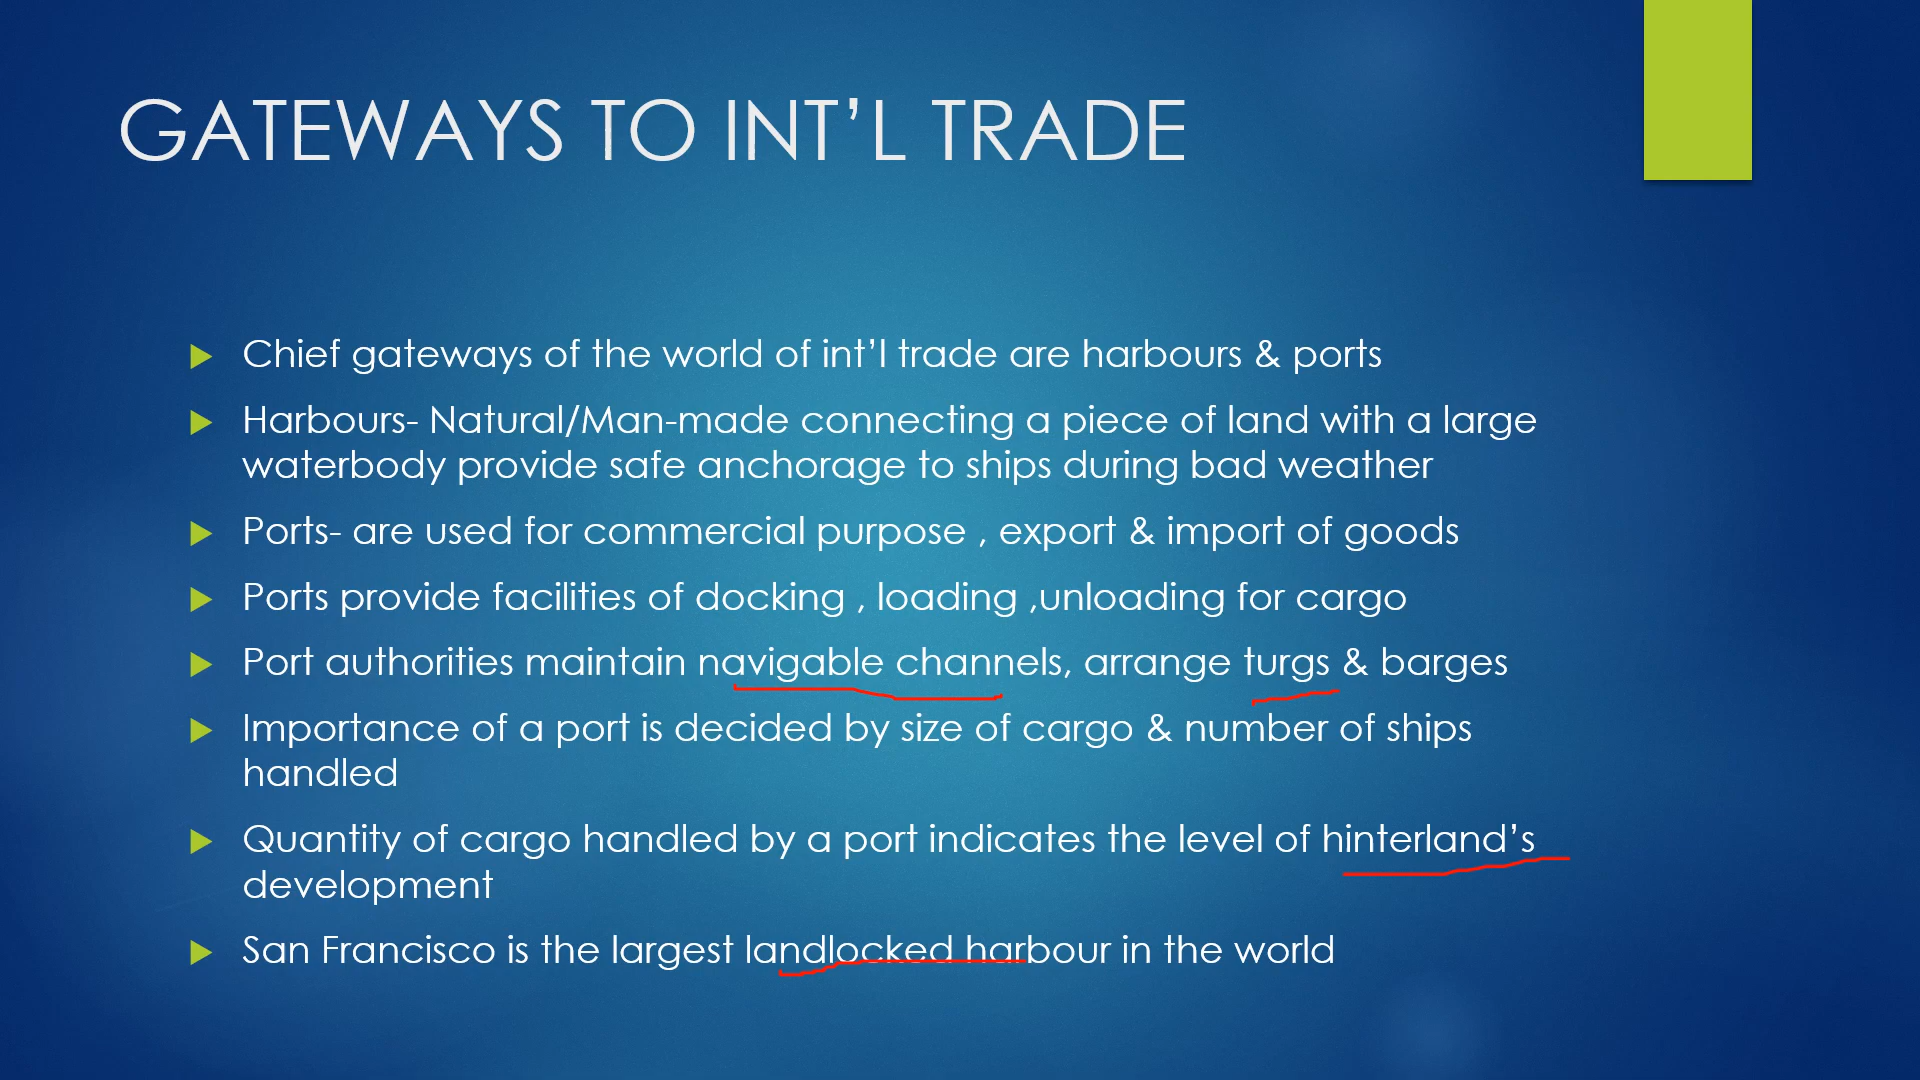 GATEWAYS TO INT’L TRADE
Chief gateways of the world of int’l trade are harbours & ports
Harbours- Natural/Man-made connecting a piece of land with a large
waterbody provide safe anchorage to ships during bad weather
Ports- are used for commercial purpose , export & import of goods
Ports provide facilities of docking , loading ,unloading for cargo
Port authorities maintain navigable channels, arrange turgs & barges
Importance of a port is decided by size of cargo & number of ships
handled
Quantity of cargo handled by a port indicates the level of hinterland’s
development
San Francisco is the largest landlocked harbour in the world